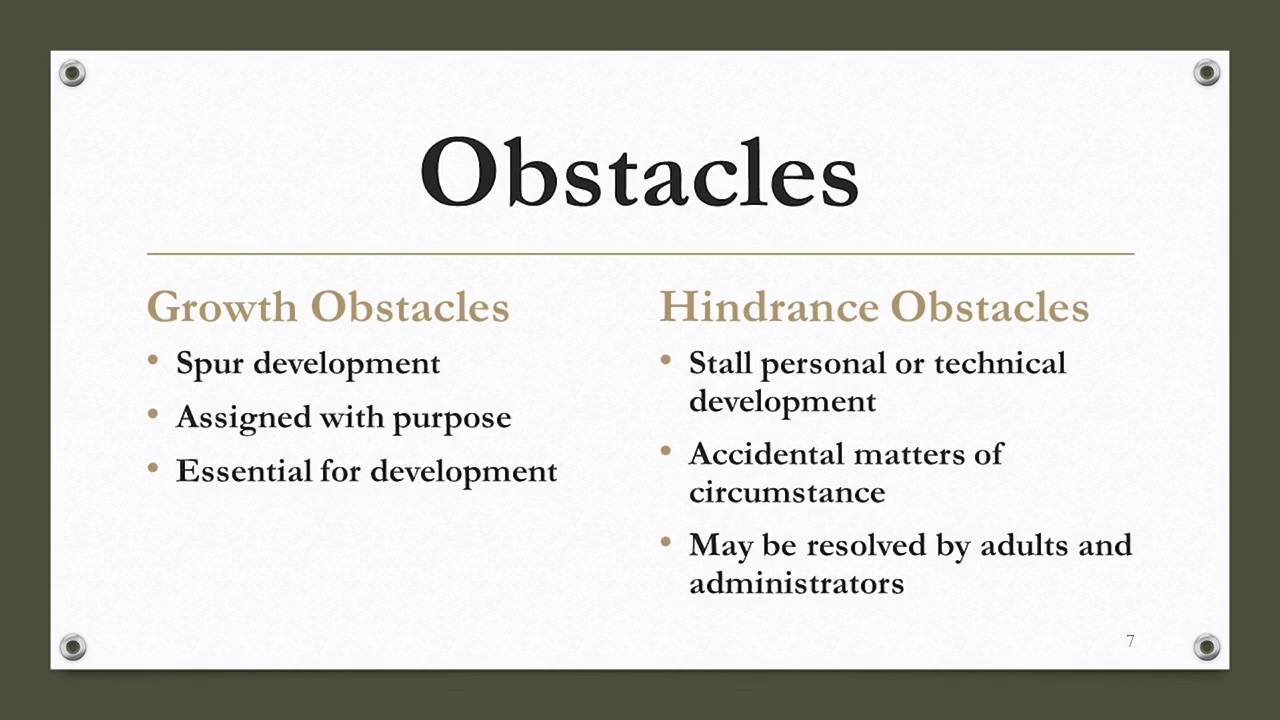 Obstacles
Growth Obstacles
• Spur development
• Assigned with purpose
• Essential for development
Hindrance Obstacles
• Stall personal or technical
development
• Accidental matters of
circumstance
• May be resolved by adults and
administrators
7